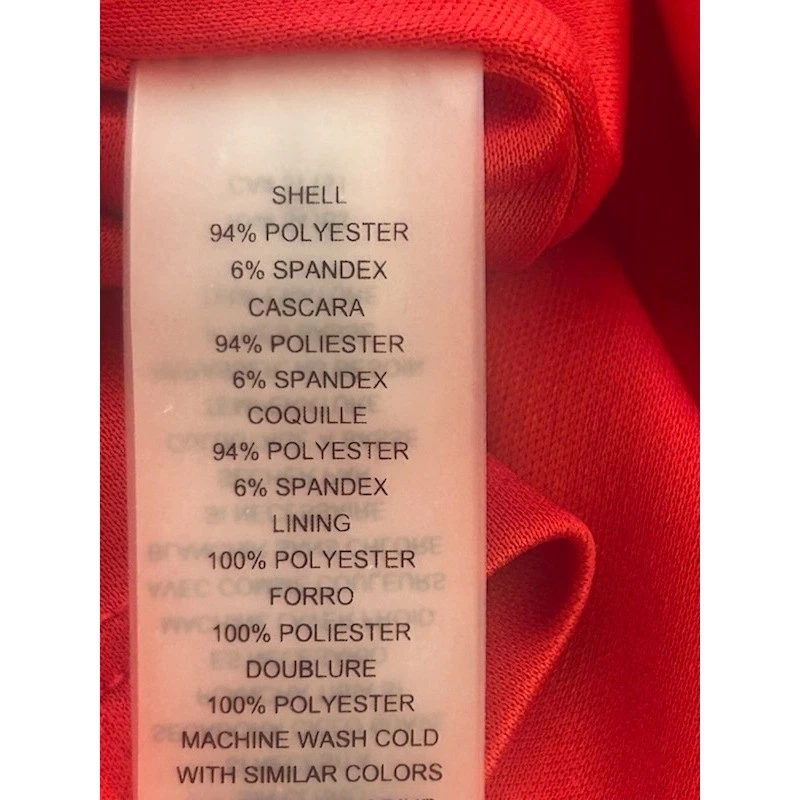 SHELL
94% POLYESTER
6% SPANDEX
CASCARA
94% POLIESTER
6% SPANDEX
COQUILLE
94% POLYESTER
6% SPANDEX
LINING
100% POLYESTER
FORRO
100% POLIESTER
DOUBLURE
100% POLYESTER
MACHINE WASH COLD
WITH SIMILAR COLORS